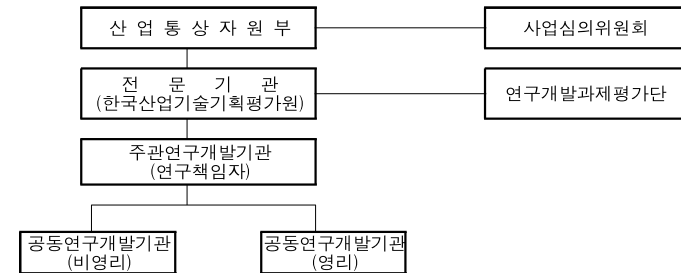 산 업 통 상 자 원 부
사업심의위원회
전 문 기 관
(한국산업기술기획평가원)
연구개발과제평가단
주관연구개발기관
(연구책임자)
공동연구개발기관
(비영리)
공동연구개발기관
(영리)